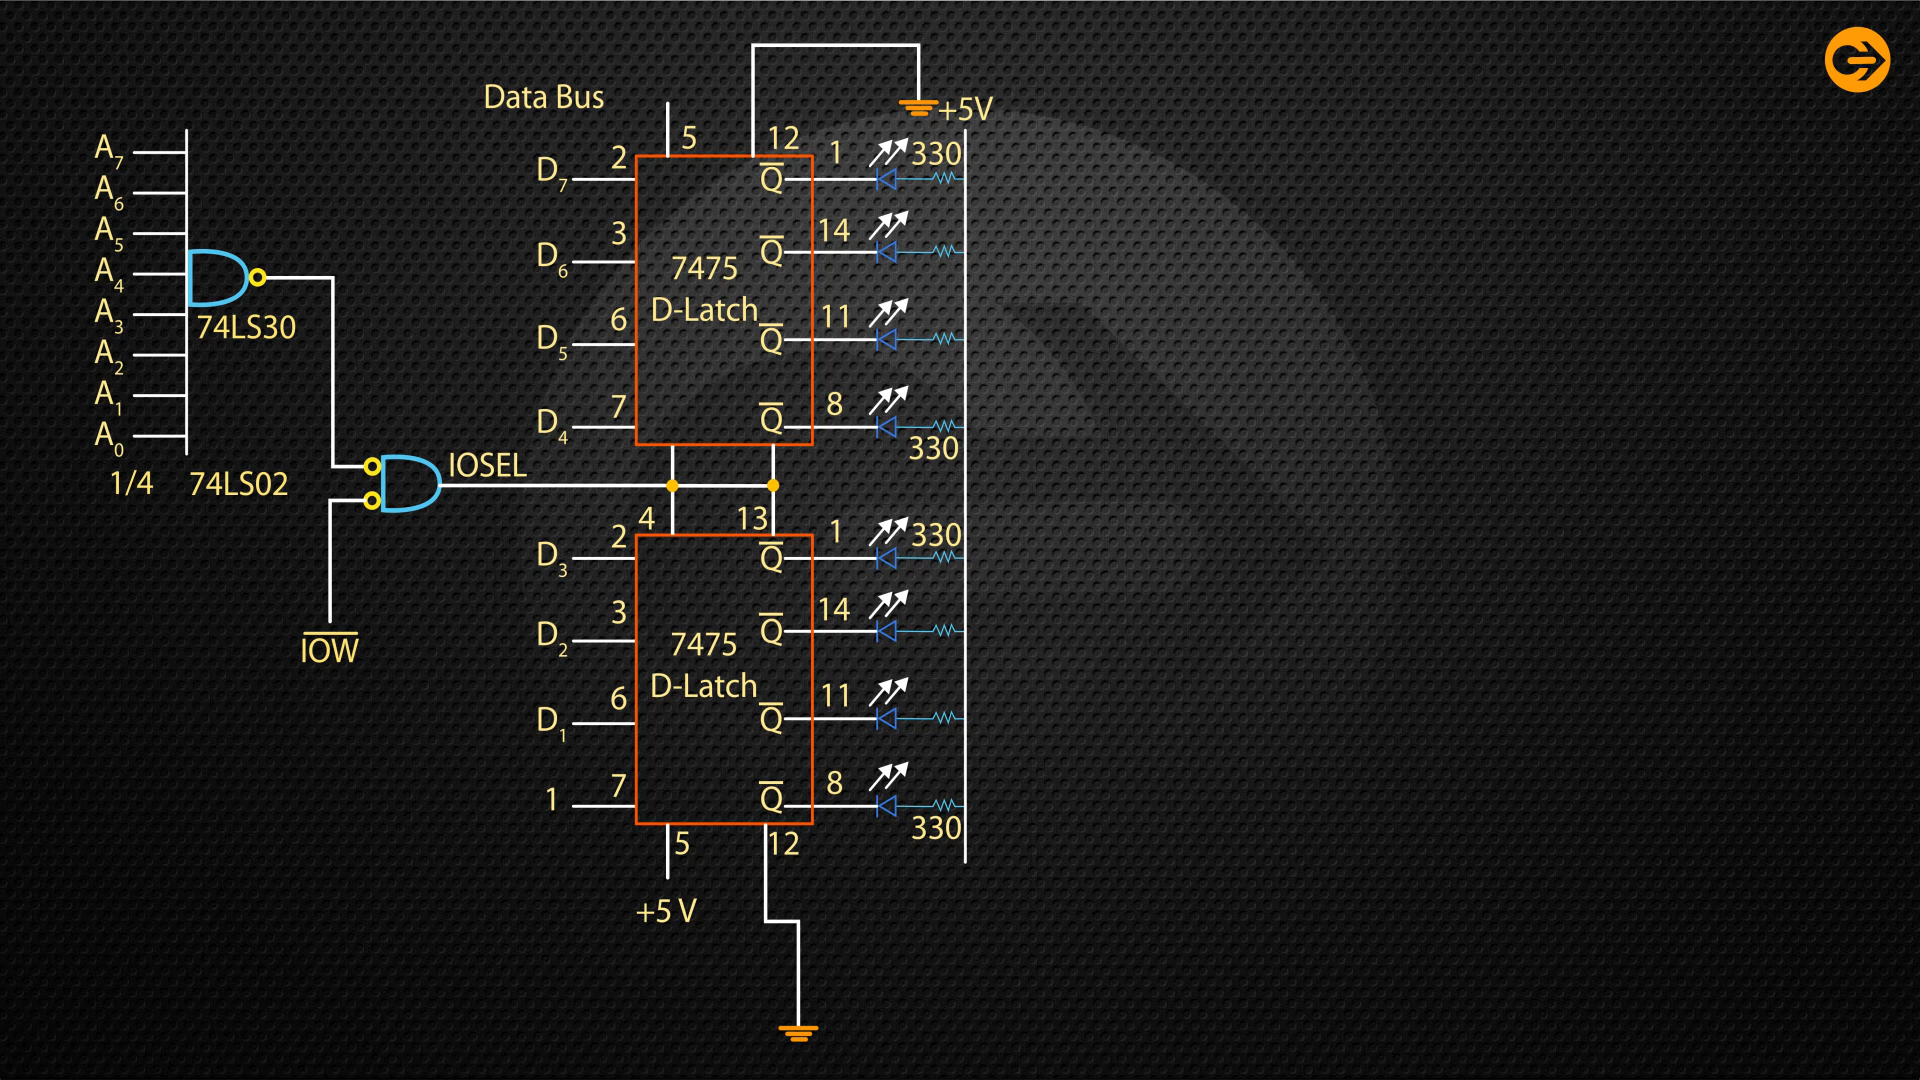 Data Bus
+5V
A7
A6
A5
A4
A3
A2
A1
A0
74LS30
1/4 74LS02
IOSEL
I̅O̅W̅
5
12
D7
2
Q̅
1
330
D6
3
Q̅
14
7475
D-Latch
D5
6
Q̅
11
D4
7
Q̅
8
330
4
13
D3
2
Q̅
1
330
D2
3
Q̅
14
7475
D-Latch
D1
6
Q̅
11
1
7
Q̅
8
330
5
12
+5 V